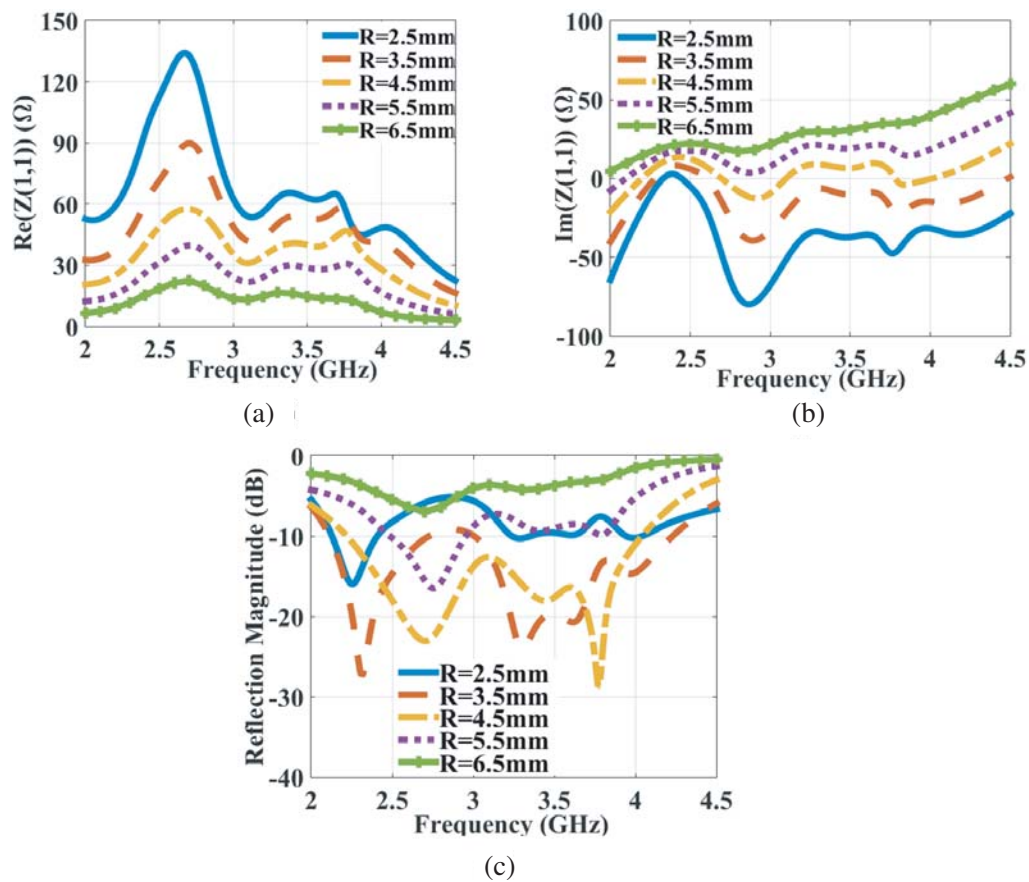 150
120
90
60
30
0
Re(Z(1,1)) (Ω)
R=2.5mm
R=3.5mm
R=4.5mm
R=5.5mm
R=6.5mm
2 2.5 3 3.5 4 4.5
Frequency (GHz)
(a)
100
50
0
-50
-100
Im(Z(1,1)) (Ω)
R=2.5mm
R=3.5mm
R=4.5mm
R=5.5mm
R=6.5mm
2 2.5 3 3.5 4 4.5
Frequency (GHz)
(b)
0
-10
-20
-30
-40
Reflection Magnitude (dB)
R=2.5mm
R=3.5mm
R=4.5mm
R=5.5mm
R=6.5mm
2 2.5 3 3.5 4 4.5
Frequency (GHz)
(c)